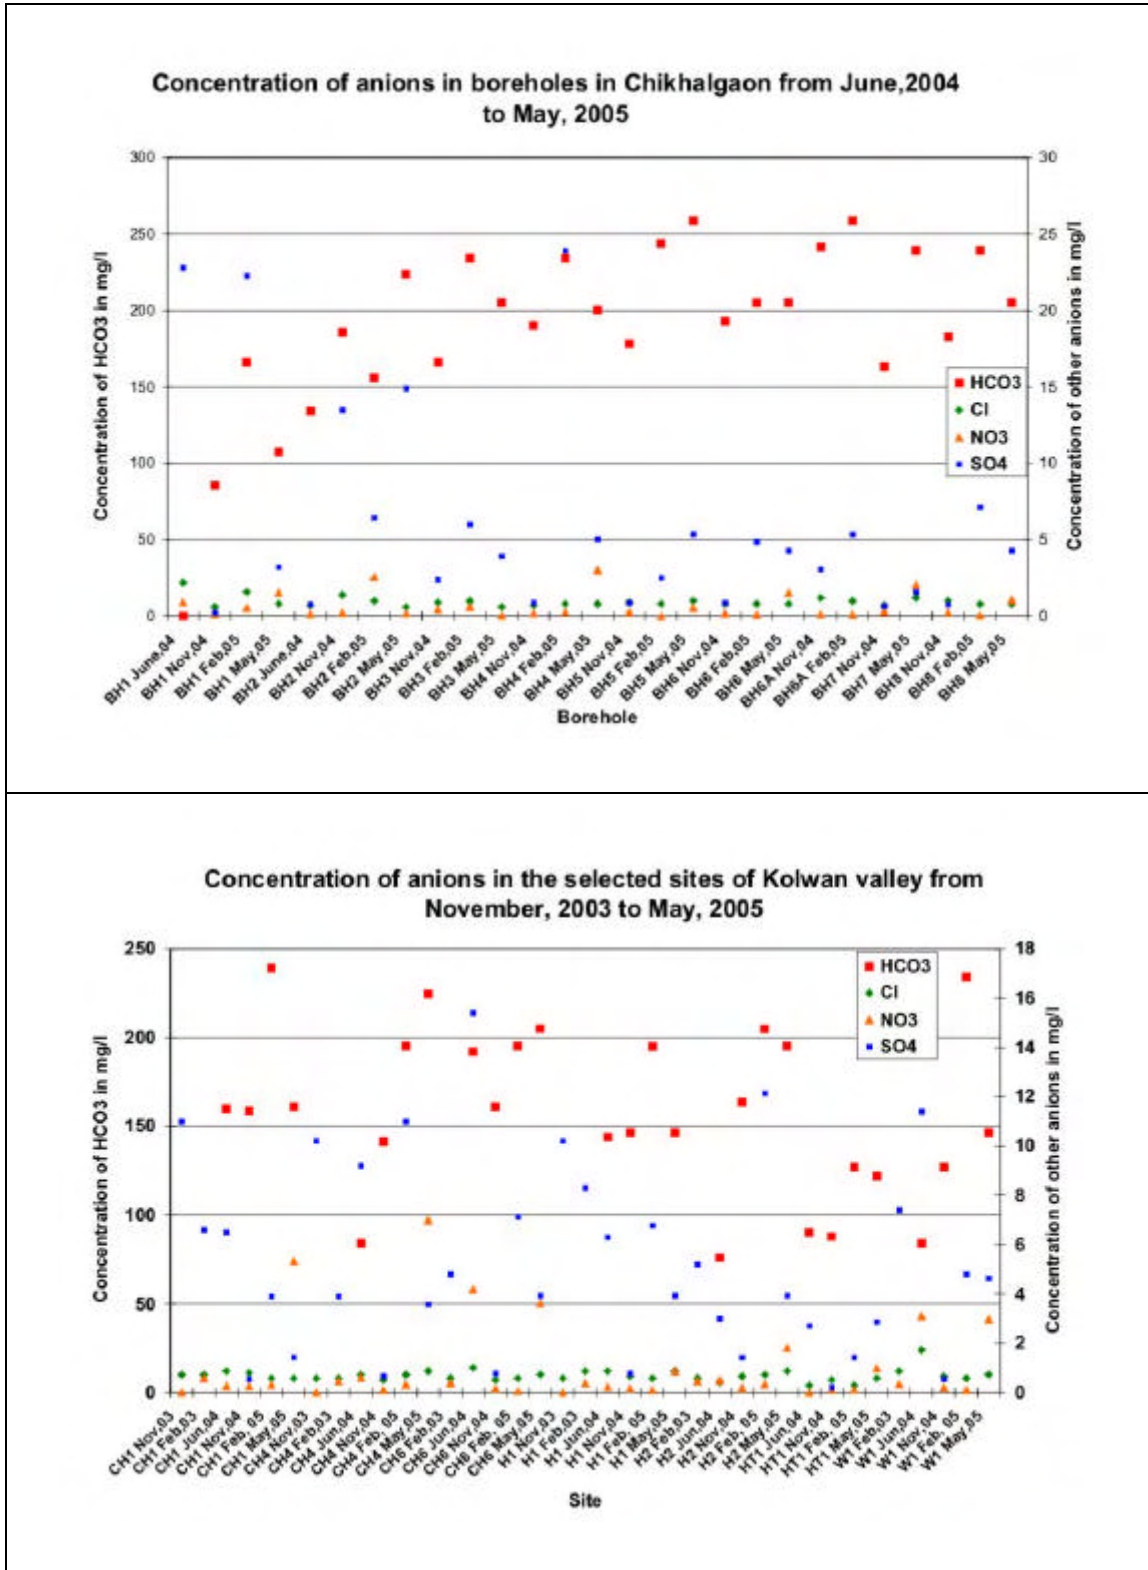 Concentration of anions in boreholes in Chikhalgaon from June,2004
to May, 2005
Concentration of HCO3 in mg/l
300
250
200
150
100
50
0
30
25
20
15
10
5
0
Concentration of other anions in mg/l
HCO3
Cl
NO3
SO4
BH1 June,04
BH1 Nov,04
BH1 Feb,05
BH1 May,05
BH2 June,04
BH2 Nov,04
BH2 Feb,05
BH2 May,05
BH3 Nov,04
BH3 Feb,05
BH3 May,05
BH4 Nov,04
BH4 Feb,05
BH4 May,05
BH5 Nov,04
BH5 Feb,05
BH5 May,05
BH6 Nov,04
BH6 Feb,05
BH6 May,05
BH6A Nov,04
BH6A Feb,05
BH7 Nov,04
BH7 May,05
BH8 Nov,04
BH8 Feb,05
BH8 May,05
Borehole
Concentration of anions in the selected sites of Kolwan valley from
November, 2003 to May, 2005
Concentration of HCO3 in mg/l
250
200
150
100
50
0
18
16
14
12
10
8
6
4
2
0
Concentration of other anions in mg/l
HCO3
Cl
NO3
SO4
CH1 Nov.03
CH1 Feb.03
CH1 Jun.04
CH1 Nov.04
CH1 Feb. 05
CH1 May.05
CH4 Nov.03
CH4 Feb.03
CH4 Jun.04
CH4 Nov.04
CH4 Feb. 05
CH4 May.05
CH6 Feb.03
CH6 Jun.04
CH6 Nov.04
CH6 Feb.05
CH6 May.05
H1 Nov.03
H1 Feb.03
H1 Jun.04
H1 Nov.04
H1 Feb. 05
H1 May.05
H2 Feb.03
H2 Jun.04
H2 Nov.04
H2 Feb. 05
H2 May.05
HT1 Jun.04
HT1 Nov.04
HT1 Feb. 05
HT1 May.05
W1 Feb.03
W1 Jun.04
W1 Nov.04
W1 Feb. 05
W1 May.05
Site